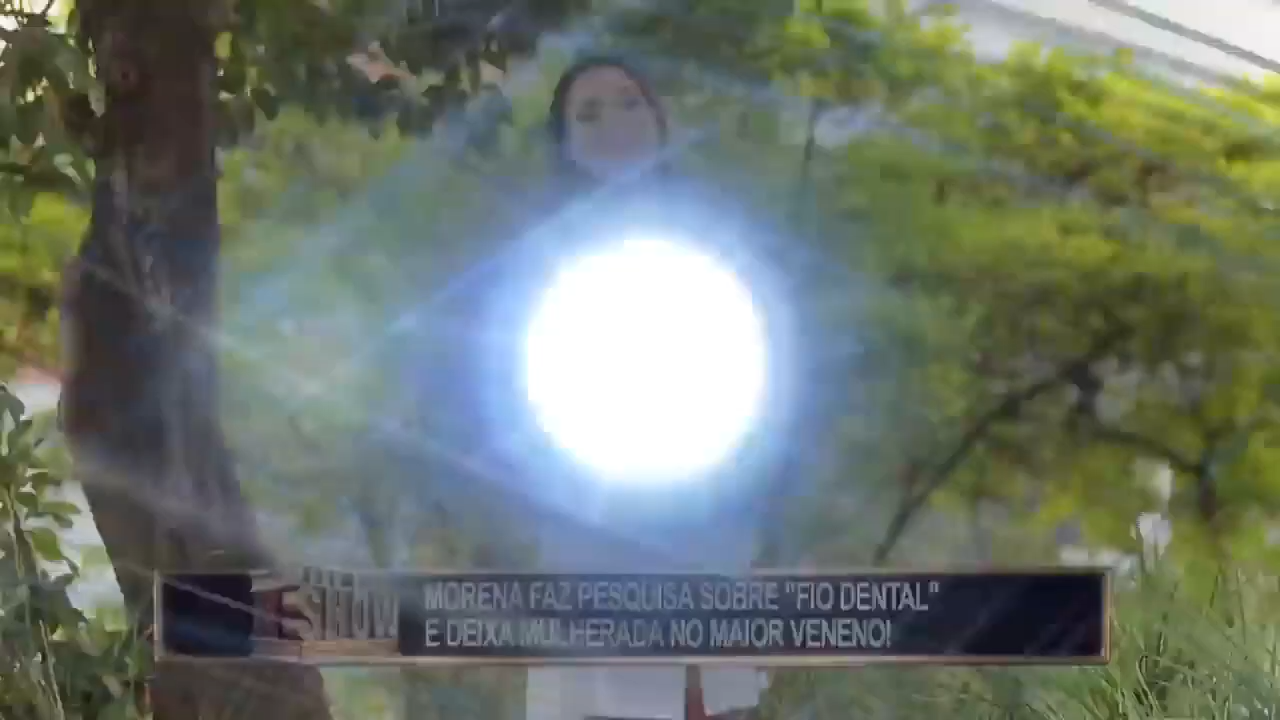 SHOW
MORENA FAZ PESQUISA SOBRE "FIO DENTAL"
E DEIXA MULHERADA NO MAIOR VENENO!